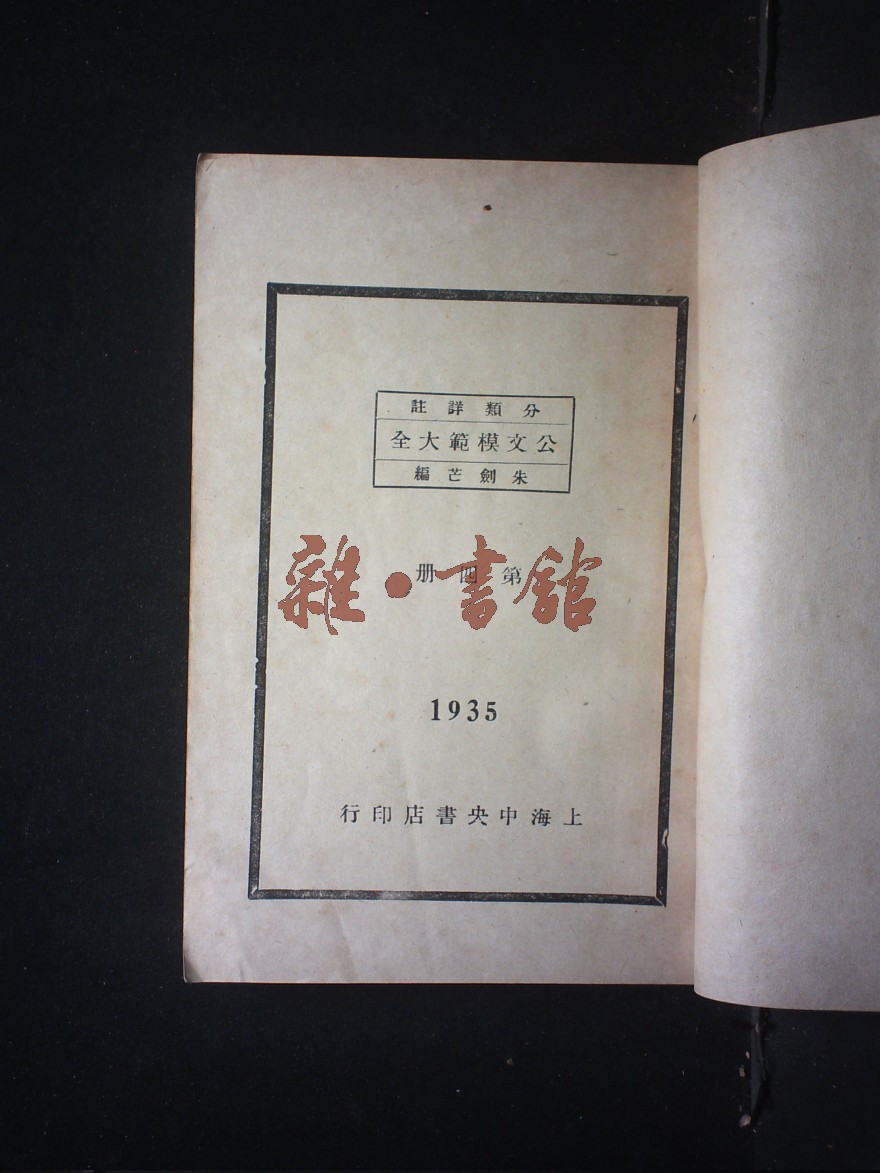 分類詳註
公文模範大全
朱劍芒編
第四册
雜·書館
1935
上海中央書店印行